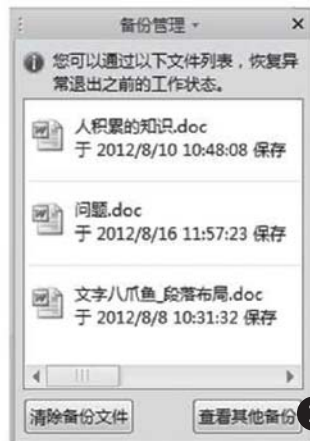 备份管理
您可以通过以下文件列表，恢复异
常退出之前的工作状态。
人积累的知识.doc
于 2012/8/10 10:48:08 保存
问题.doc
于 2012/8/16 11:57:23 保存
文字八爪鱼_段落布局.doc
于 2012/8/8 10:31:32 保存
清除备份文件
查看其他备份